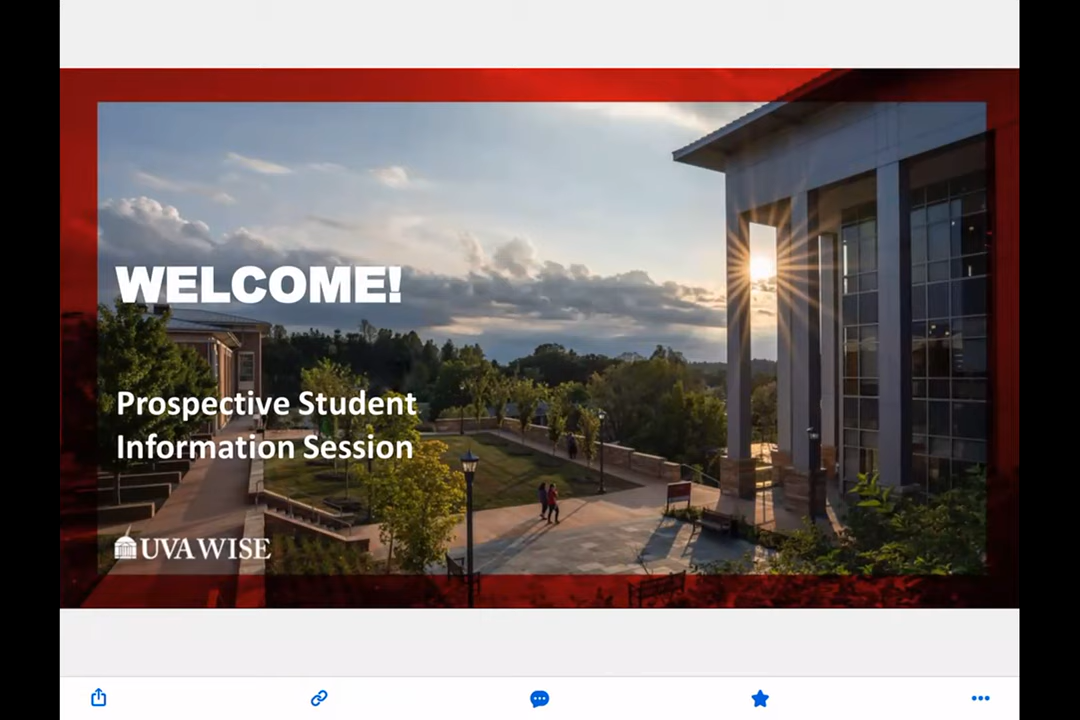 WELCOME!
Prospective Student
Information Session
UVA WISE